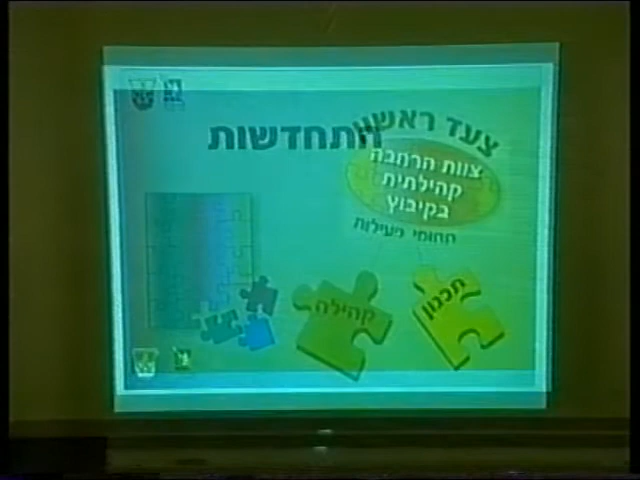 צעד ראשון
התחדשות
צוות הרחבה
קהילתית
בקיבוץ
תחומי פעילות
תכנון
קהילה